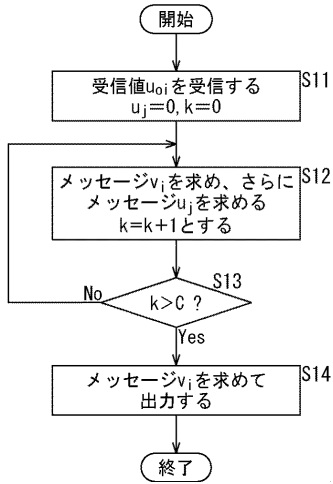 開始
受信値u₀ᵢを受信する
uⱼ=0,k=0
S11
メッセージvᵢを求め、さらに
メッセージuⱼを求める
k=k+1とする
S12
S13
k>C ?
No
Yes
メッセージvᵢを求めて
出力する
S14
終了